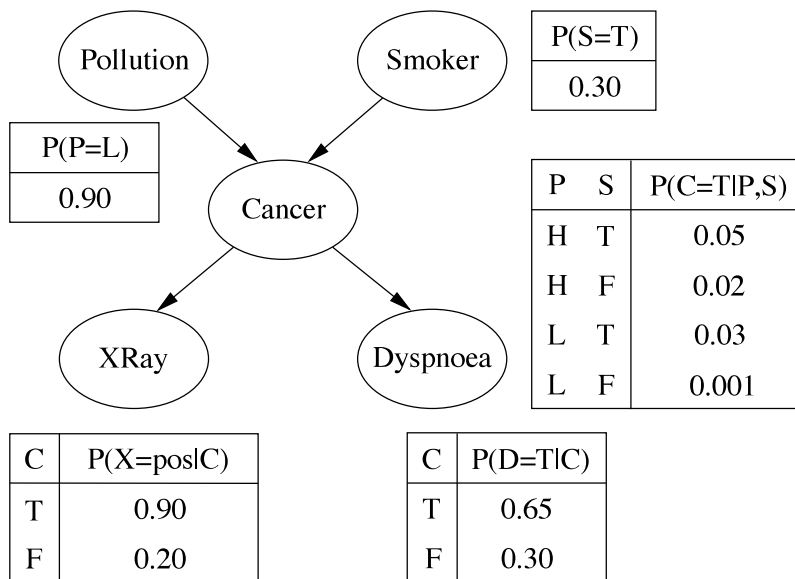 Pollution
Smoker
P(S=T)
0.30
P(P=L)
0.90
Cancer
P S P(C=T|P,S)
H T 0.05
H F 0.02
L T 0.03
L F 0.001
XRay
Dyspnoea
C P(X=pos|C)
T 0.90
F 0.20
C P(D=T|C)
T 0.65
F 0.30